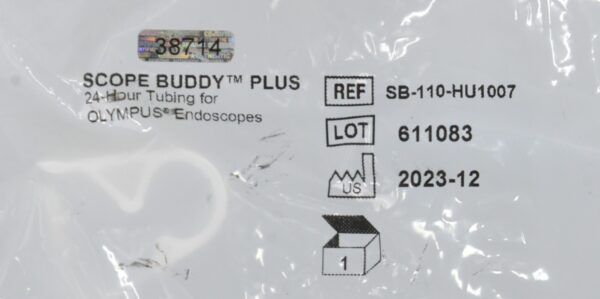 38714
SCOPE BUDDY™ PLUS
24-Hour Tubing for
OLYMPUS® Endoscopes
REF SB-110-HU1007
LOT 611083
US 2023-12
1